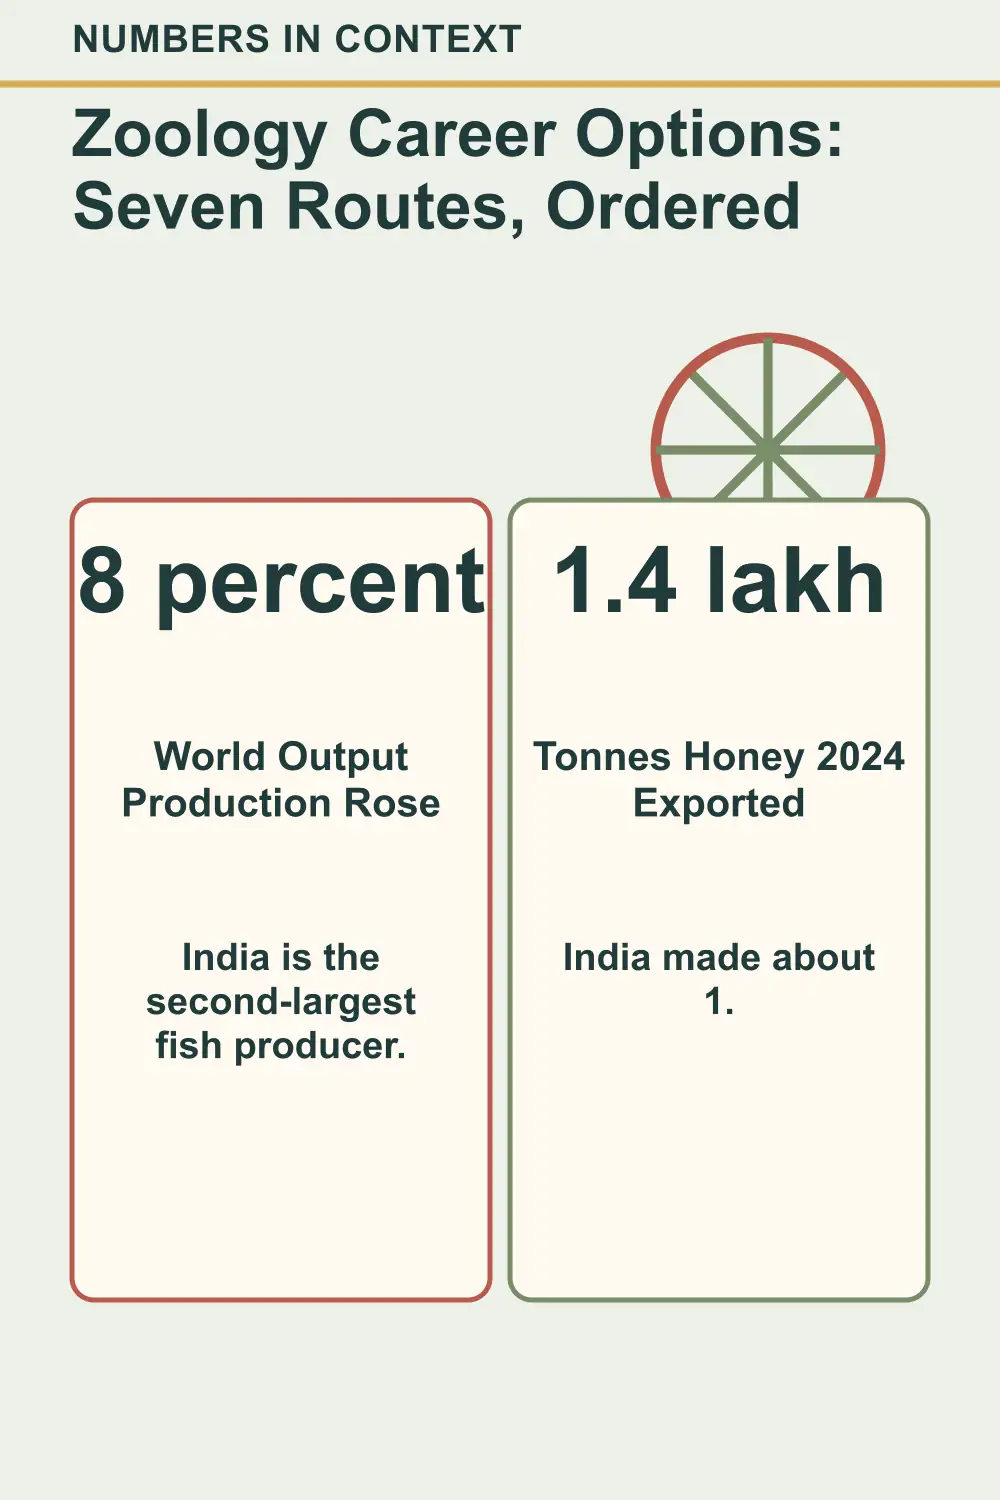 NUMBERS IN CONTEXT
Zoology Career Options:
Seven Routes, Ordered
8 percent
World Output
Production Rose
India is the
second-largest
fish producer.
1.4 lakh
Tonnes Honey 2024
Exported
India made about
1.